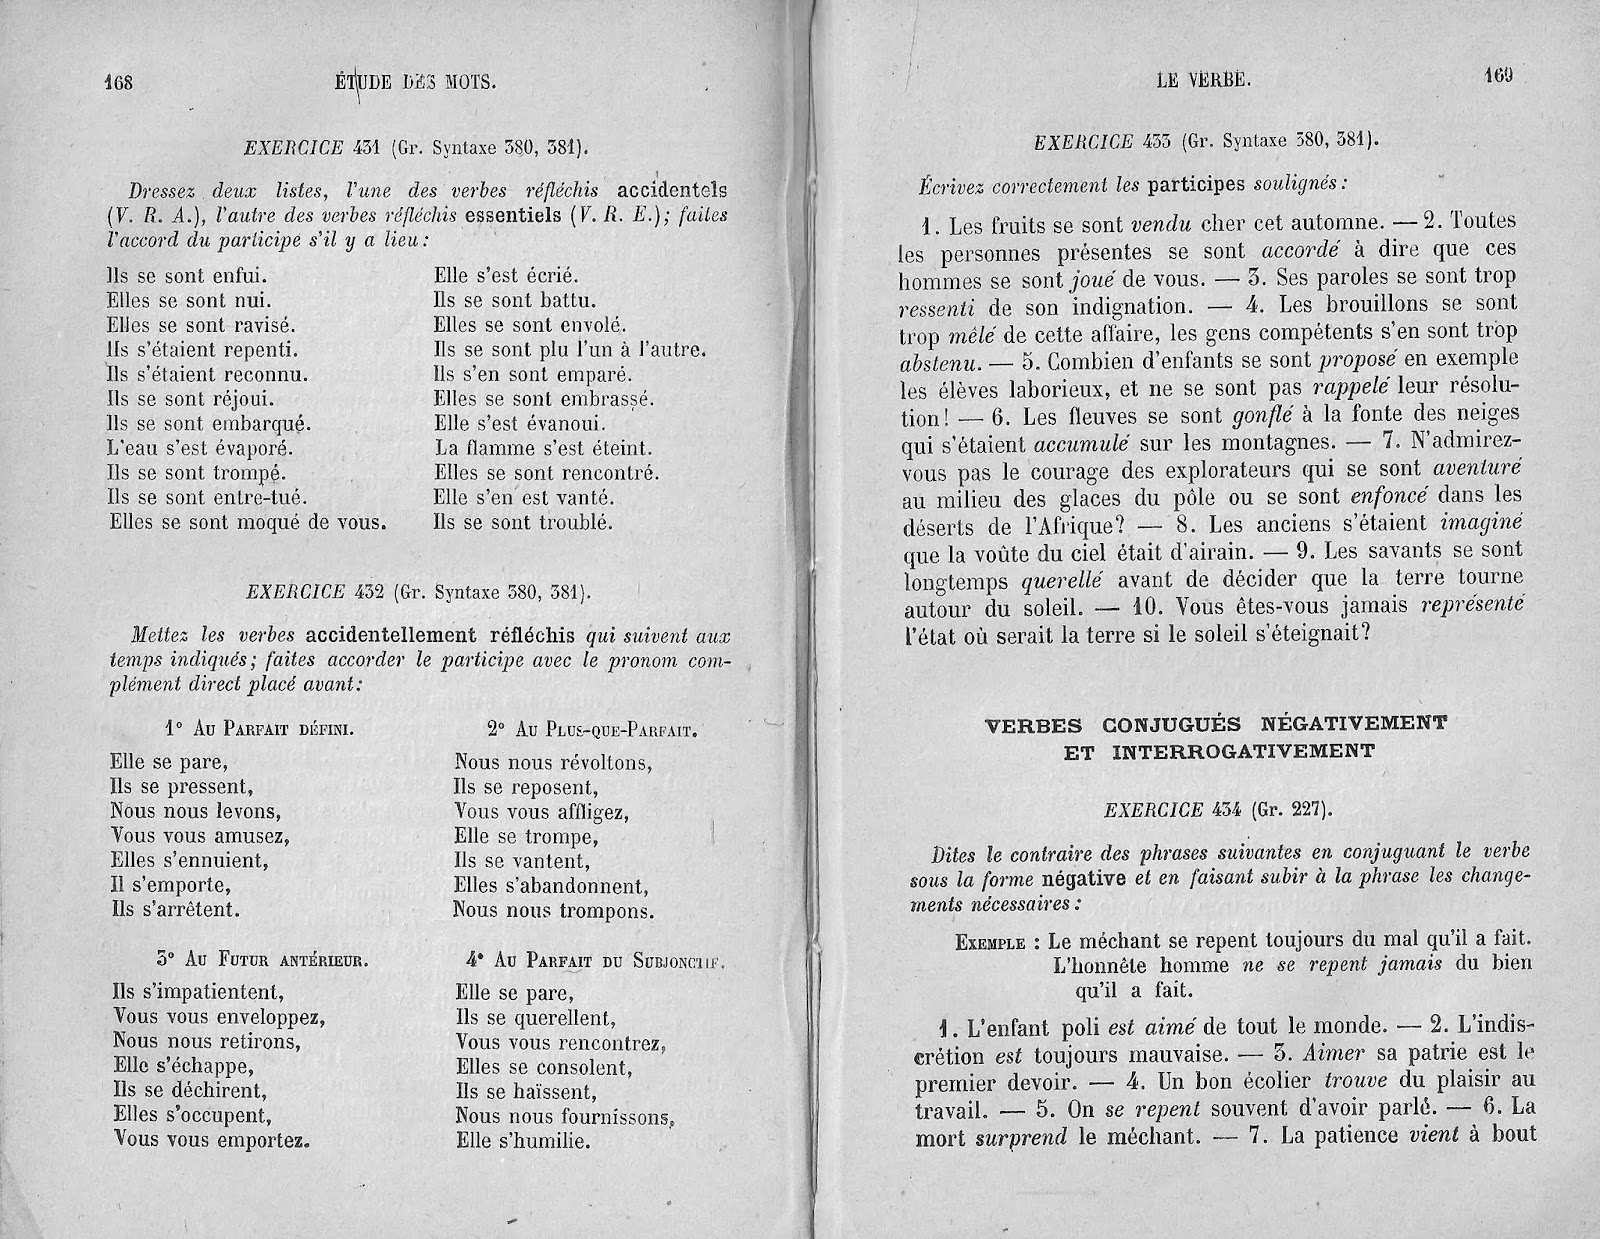 168
ÉTUDE DES MOTS.
EXERCICE 431 (Gr. Syntaxe 380, 381).
Dressez deux listes, l'une des verbes réfléchis accidentels
(V. R. A.), l'autre des verbes réfléchis essentiels (V. R. E.); faites
l'accord du participe s'il y a lieu :
Ils se sont enfui.
Elles se sont nui.
Elles se sont ravisé.
Ils s'étaient repenti.
Ils s'étaient reconnu.
Ils se sont réjoui.
Ils se sont embarqué.
L'eau s'est évaporé.
Ils se sont trompé.
Ils se sont entre-tué.
Elles se sont moqué de vous.
Elle s'est écrié.
Ils se sont battu.
Elles se sont envolé.
Ils se sont plu l'un à l'autre.
Ils s'en sont emparé.
Elles se sont embrassé.
Elle s'est évanoui.
La flamme s'est éteint.
Elles se sont rencontré.
Elle s'en est vanté.
Ils se sont troublé.
EXERCICE 432 (Gr. Syntaxe 380, 381).
Mettez les verbes accidentellement réfléchis qui suivent aux
temps indiqués; faites accorder le participe avec le pronom com-
plément direct placé avant :
1° AU PARFAIT DÉFINI.
Elle se pare,
Ils se pressent,
Nous nous levons,
Vous vous amusez,
Elles s'ennuient,
Il s'emporte,
Ils s'arrêtent.
2° AU PLUS-QUE-PARFAIT.
Nous nous révoltons,
Ils se reposent,
Vous vous affligez,
Elle se trompe,
Ils se vantent,
Elles s'abandonnent,
Nous nous trompons.
3° AU FUTUR ANTÉRIEUR.
Ils s'impatientent,
Vous vous enveloppez,
Nous nous retirons,
Elle s'échappe,
Ils se déchirent,
Elles s'occupent,
Vous vous emportez.
4° AU PARFAIT DU SUBJONCTIF.
Elle se pare,
Ils se querellent,
Vous vous rencontrez,
Elles se consolent,
Ils se haïssent,
Nous nous fournissons,
Elle s'humilie.
LE VERBE.
169
EXERCICE 433 (Gr. Syntaxe 380, 381).
Écrivez correctement les participes soulignés :
1. Les fruits se sont vendu cher cet automne. — 2. Toutes
les personnes présentes se sont accordé à dire que ces
hommes se sont joué de vous. — 3. Ses paroles se sont trop
ressenti de son indignation. — 4. Les brouillons se sont
trop mêlé de cette affaire, les gens compétents s'en sont trop
abstenu. — 5. Combien d'enfants se sont proposé en exemple
les élèves laborieux, et ne se sont pas rappelé leur résolu-
tion! — 6. Les fleuves se sont gonflé à la fonte des neiges
qui s'étaient accumulé sur les montagnes. — 7. N'admirez-
vous pas le courage des explorateurs qui se sont aventuré
au milieu des glaces du pôle ou se sont enfoncé dans les
déserts de l'Afrique? — 8. Les anciens s'étaient imaginé
que la voûte du ciel était d'airain. — 9. Les savants se sont
longtemps querellé avant de décider que la terre tourne
autour du soleil. — 10. Vous êtes-vous jamais représenté
l'état où serait la terre si le soleil s'éteignait?
VERBES CONJUGUÉS NÉGATIVEMENT
ET INTERROGATIVEMENT
EXERCICE 434 (Gr. 227).
Dites le contraire des phrases suivantes en conjuguant le verbe
sous la forme négative et en faisant subir à la phrase les change-
ments nécessaires :
EXEMPLE : Le méchant se repent toujours du mal qu'il a fait.
L'honnête homme ne se repent jamais du bien
qu'il a fait.
1. L'enfant poli est aimé de tout le monde. — 2. L'indis-
crétion est toujours mauvaise. — 3. Aimer sa patrie est le
premier devoir. — 4. Un bon écolier trouve du plaisir au
travail. — 5. On se repent souvent d'avoir parlé. — 6. La
mort surprend le méchant. — 7. La patience vient à bout